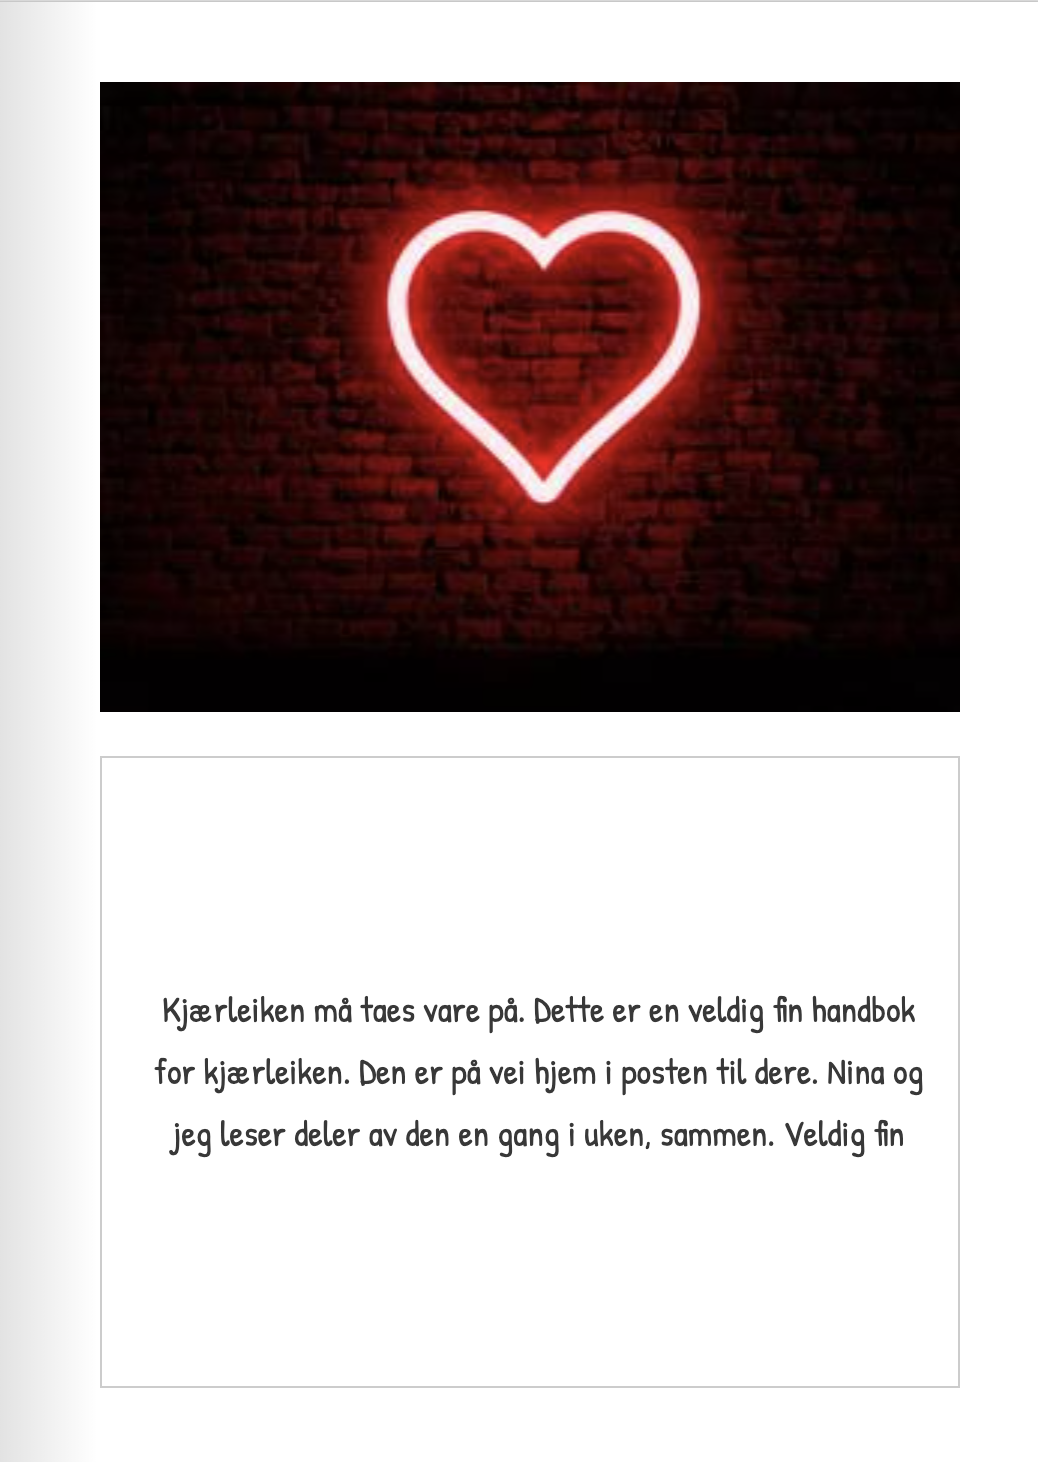 Kjærleiken må taes vare på. Dette er en veldig fin handbok
for kjærleiken. Den er på vei hjem i posten til dere. Nina og
jeg leser deler av den en gang i uken, sammen. Veldig fin